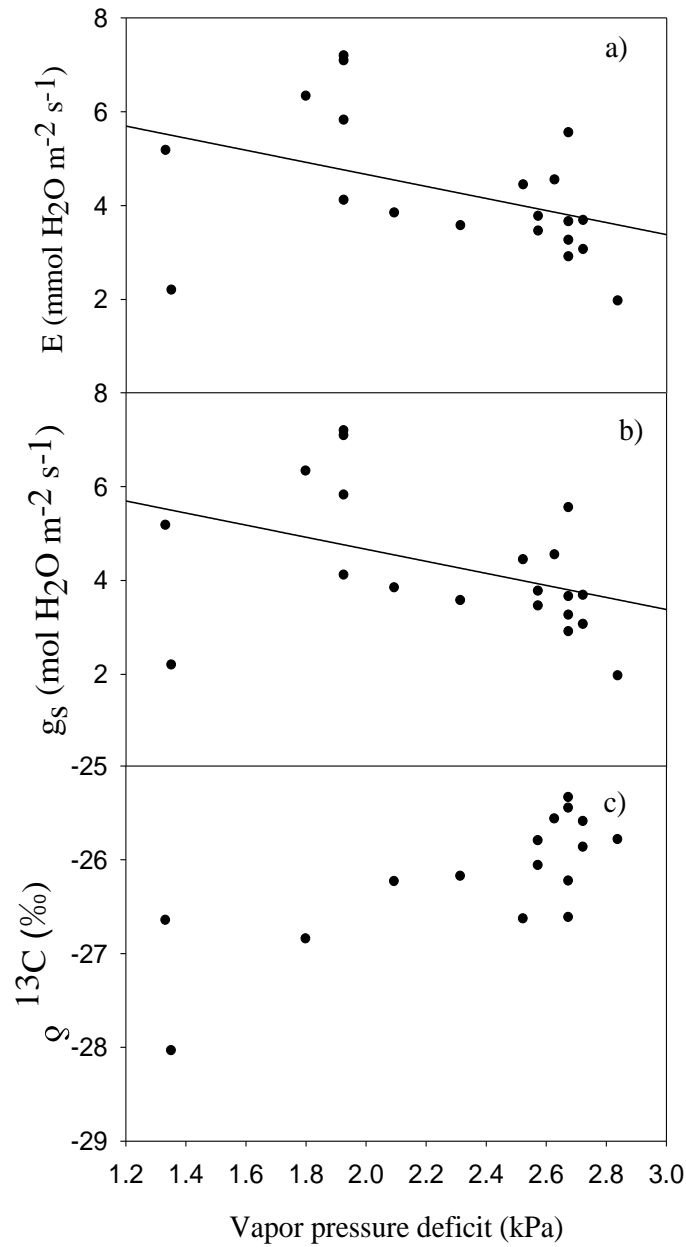 8
a)
6
4
2
E (mmol H2O m-2 s-1)
8
b)
6
4
2
gs (mol H2O m-2 s-1)
-25
c)
-26
-27
-28
-29
13C (‰)
1.2 1.4 1.6 1.8 2.0 2.2 2.4 2.6 2.8 3.0
Vapor pressure deficit (kPa)